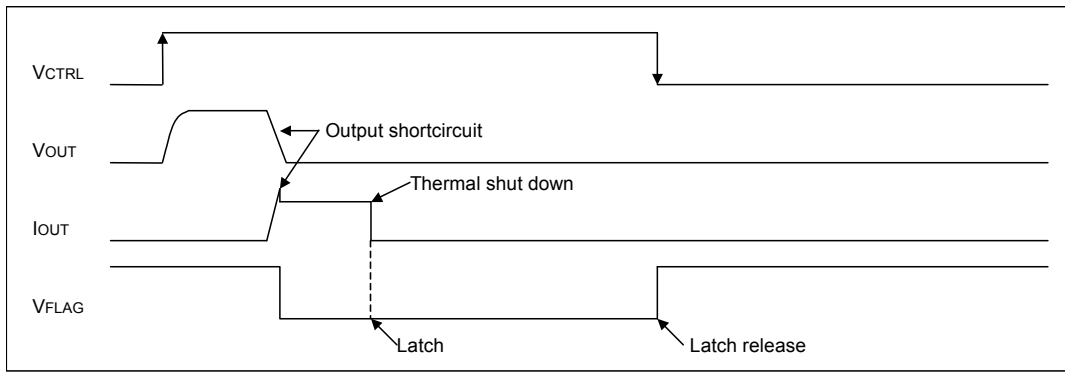 VCTRL
Output shortcircuit
VOUT
Thermal shut down
IOUT
VFLAG
Latch
Latch release